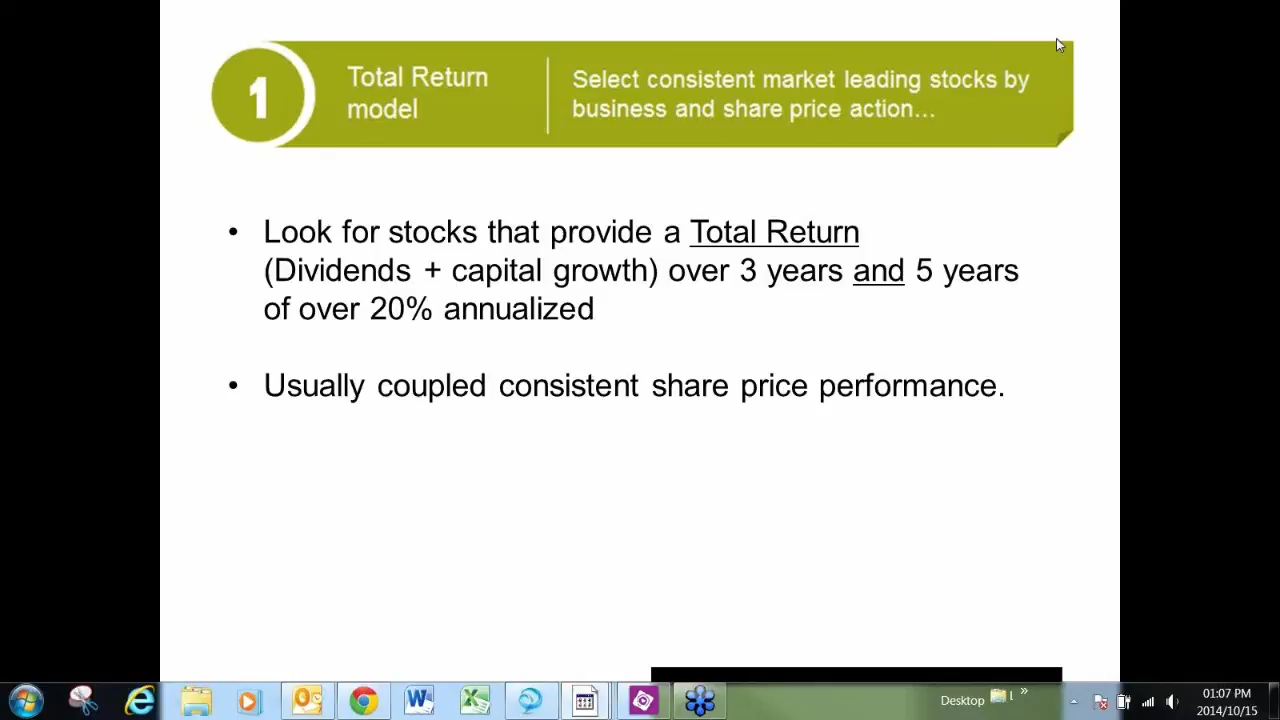 1
Total Return
model
Select consistent market leading stocks by
business and share price action...
• Look for stocks that provide a Total Return
(Dividends + capital growth) over 3 years and 5 years
of over 20% annualized
• Usually coupled consistent share price performance.
Desktop
»
01:07 PM
2014/10/15